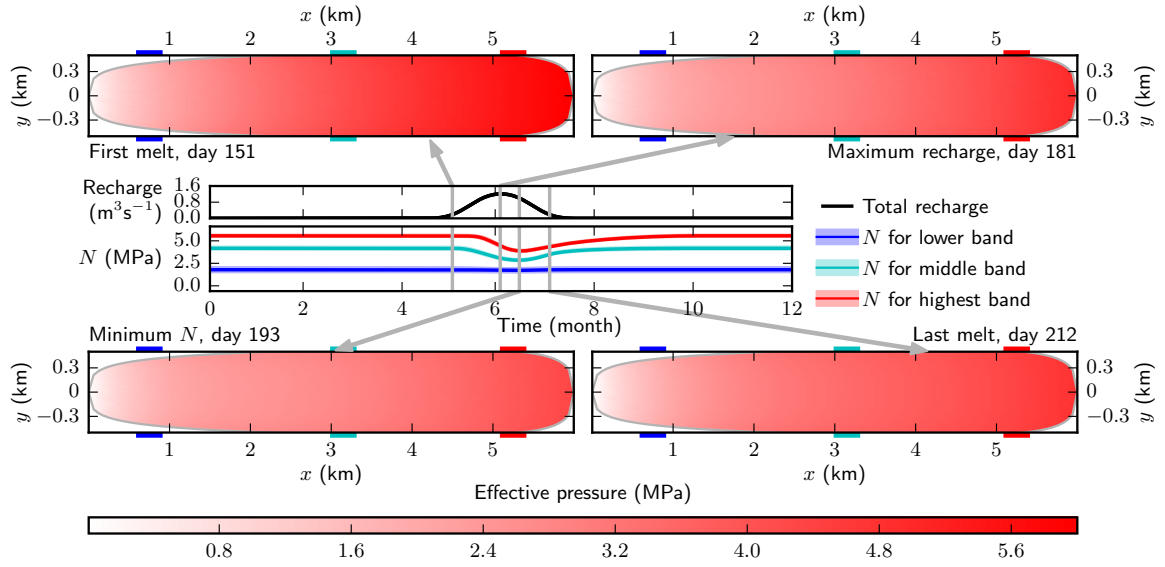 x (km) x (km)
1 2 3 4 5 1 2 3 4 5
y (km) 0.3 0 −0.3 0.3 0 −0.3 y (km)
First melt, day 151 Maximum recharge, day 181
Recharge (m³s⁻¹) 1.6 0.8 0.0
Total recharge
N (MPa) 5.0 2.5 0.0
N for lower band
N for middle band
N for highest band
0 2 4 6 8 10 12
Time (month)
Minimum N, day 193 Last melt, day 212
y (km) 0.3 0 −0.3 0.3 0 −0.3 y (km)
1 2 3 4 5 1 2 3 4 5
x (km) x (km)
Effective pressure (MPa)
0.8 1.6 2.4 3.2 4.0 4.8 5.6